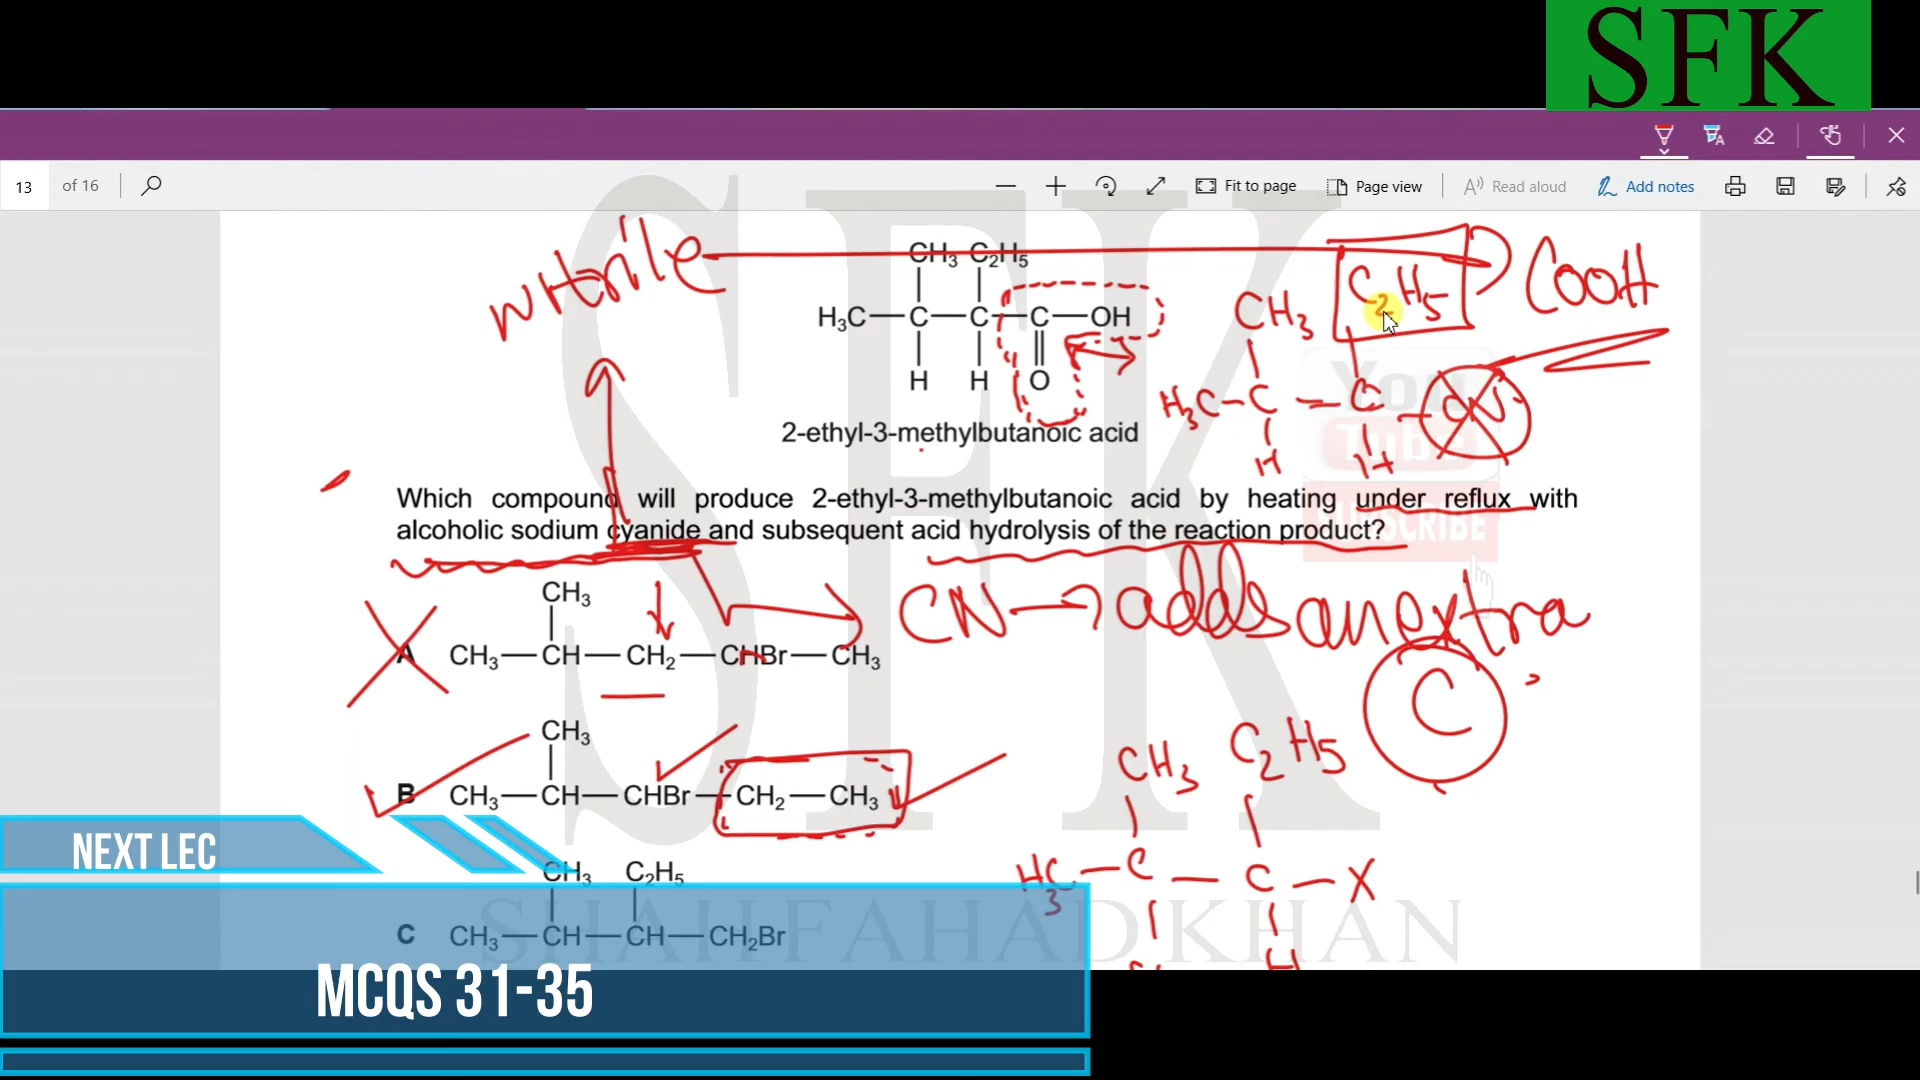 SFK
13 of 16 Fit to page Page view Read aloud Add notes
nitrile
CH3 C2H5
H3C—C—C—C—OH
H H O
2-ethyl-3-methylbutanoic acid
CH3 C2H5 COOH
H3C–C–C–CN
H H
Which compound will produce 2-ethyl-3-methylbutanoic acid by heating under reflux with
alcoholic sodium cyanide and subsequent acid hydrolysis of the reaction product?
CN → adds an extra
C
CH3
A CH3—CH—CH2—CHBr—CH3
CH3
B CH3—CH—CHBr—CH2—CH3
CH3 C2H5
H3C–C–C–X
H
CH3 C2H5
C CH3—CH—CH—CH2Br
You
Tube
SUBSCRIBE
SFK
SHAHFAHADKHAN
NEXT LEC
MCQS 31-35